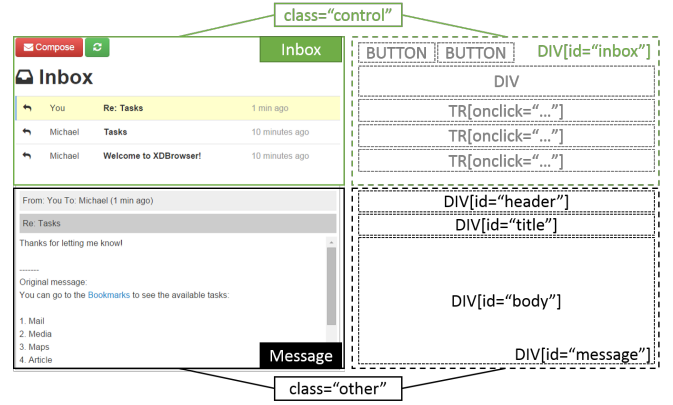 class=“control”
Compose
Inbox
Inbox
You Re: Tasks 1 min ago
Michael Tasks 10 minutes ago
Michael Welcome to XDBrowser! 10 minutes ago
BUTTON BUTTON DIV[id=“inbox”]
DIV
TR[onclick=“...”]
TR[onclick=“...”]
TR[onclick=“...”]
From: You To: Michael (1 min ago)
Re: Tasks
Thanks for letting me know!
--------
Original message:
You can go to the Bookmarks to see the available tasks:
1. Mail
2. Media
3. Maps
4. Article
Message
DIV[id=“header”]
DIV[id=“title”]
DIV[id=“body”]
DIV[id=“message”]
class=“other”